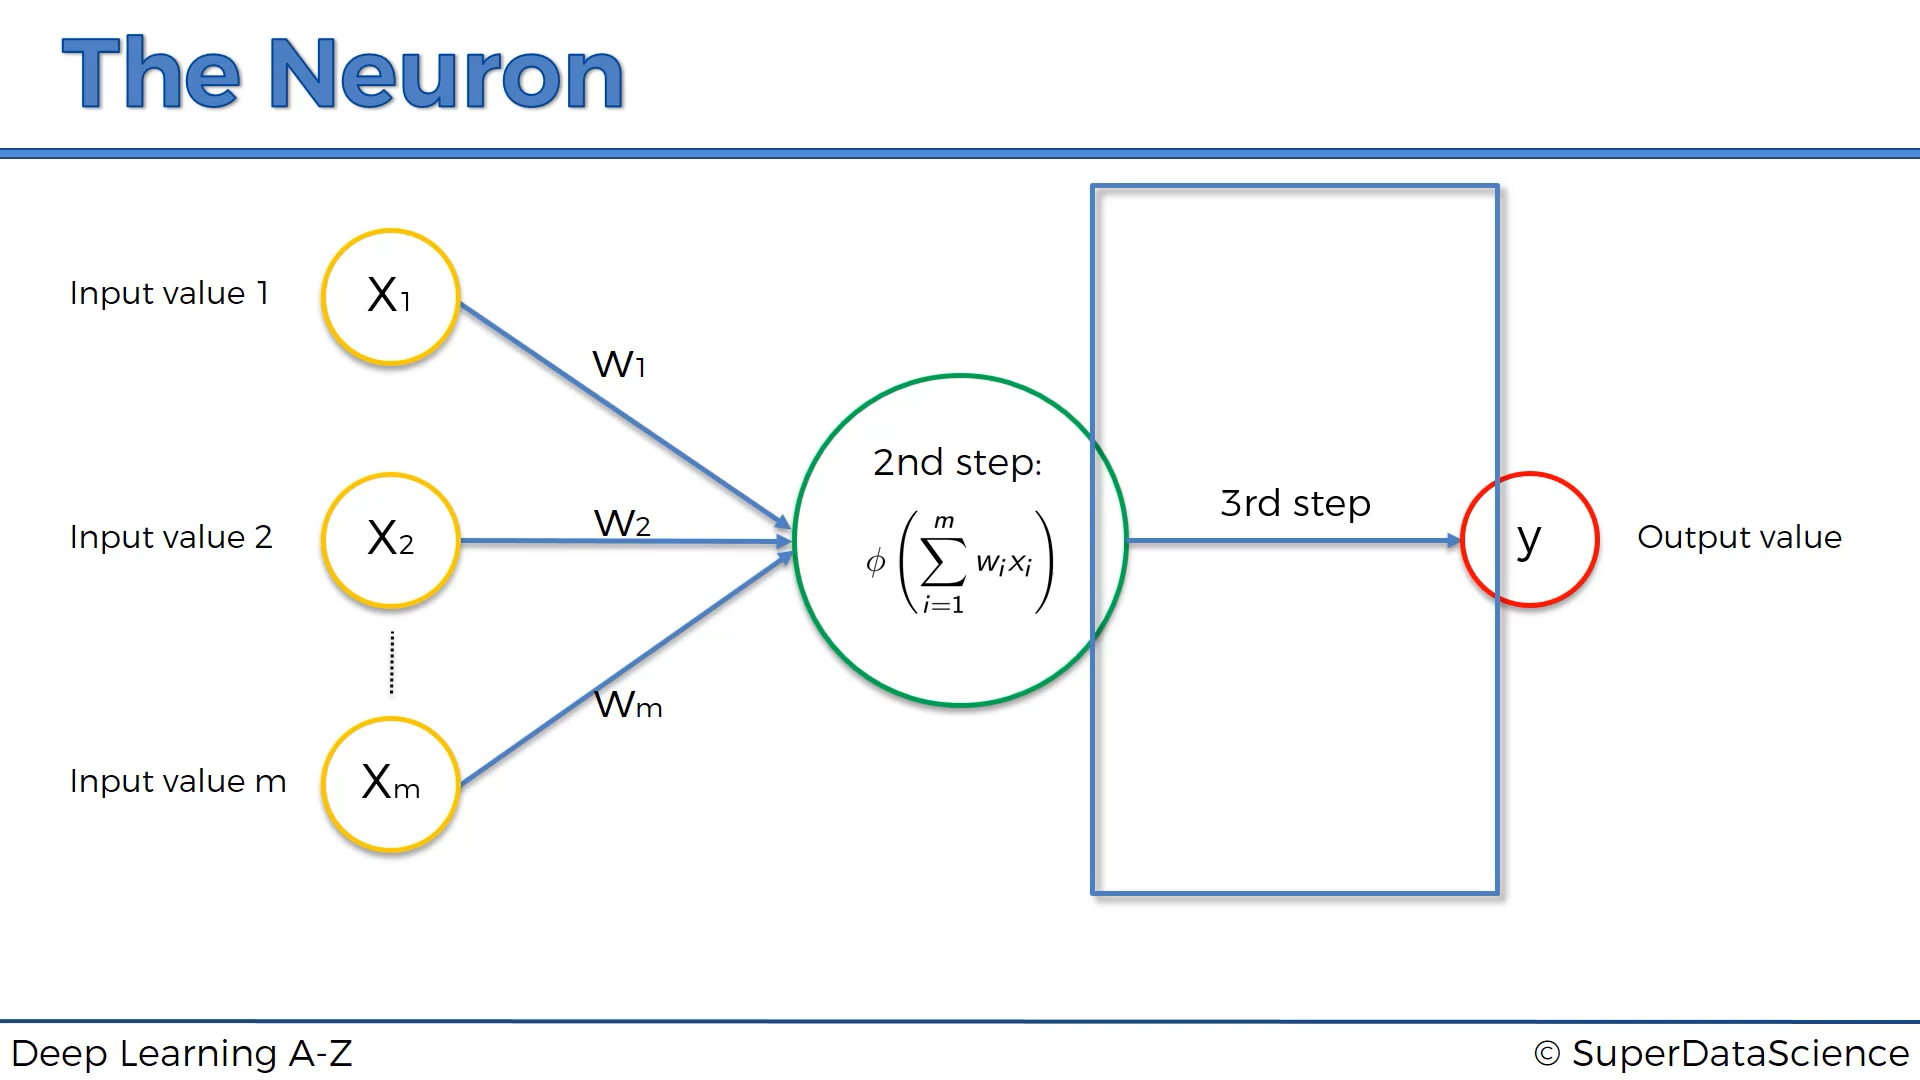 The Neuron
Input value 1
X1
W1
Input value 2
X2
W2
Input value m
Xm
Wm
2nd step:
ϕ(∑_{i=1}^{m} w_i x_i)
3rd step
y
Output value
Deep Learning A-Z
© SuperDataScience